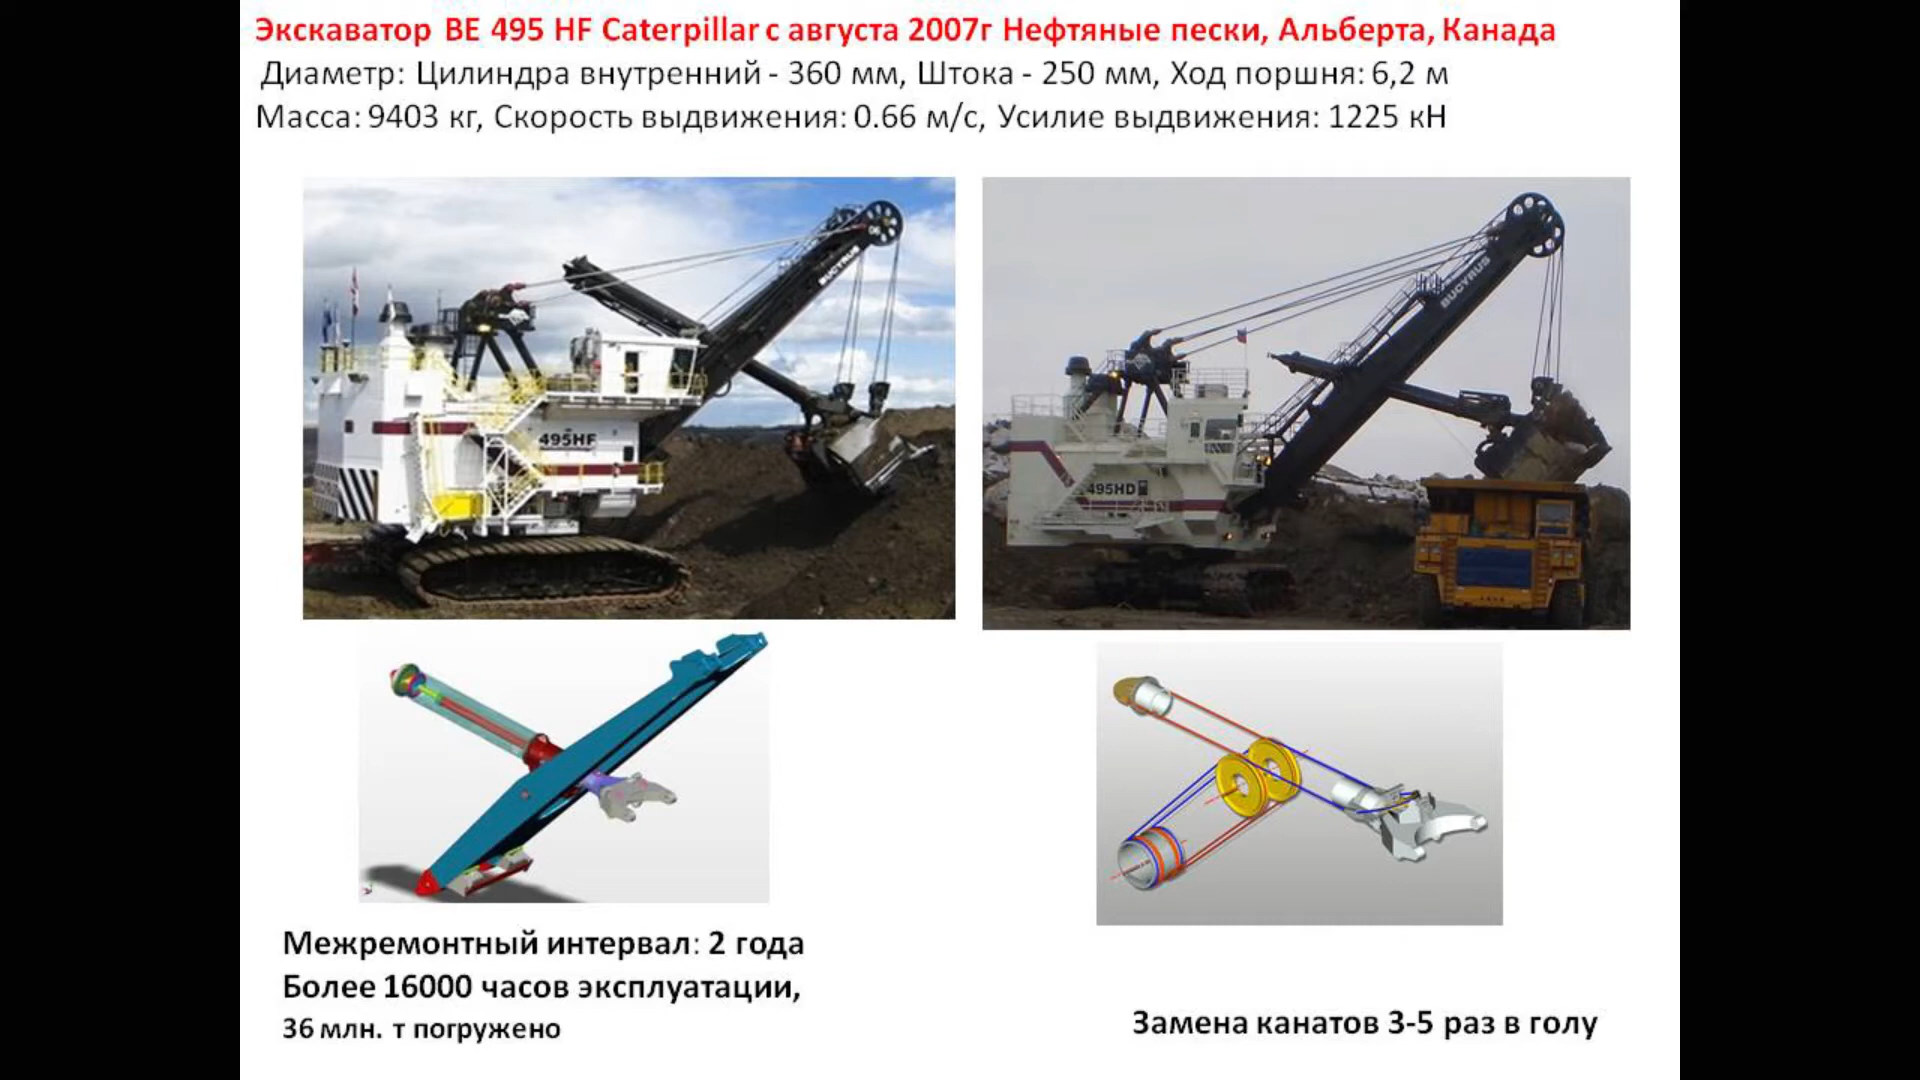 Экскаватор BE 495 HF Caterpillar с августа 2007г Нефтяные пески, Альберта, Канада
Диаметр: Цилиндра внутренний - 360 мм, Штока - 250 мм, Ход поршня: 6,2 м
Масса: 9403 кг, Скорость выдвижения: 0.66 м/с, Усилие выдвижения: 1225 кН
BUCYRUS
BUCYRUS
495HF
495HD
Межремонтный интервал: 2 года
Более 16000 часов эксплуатации,
36 млн. т погружено
Замена канатов 3-5 раз в голу